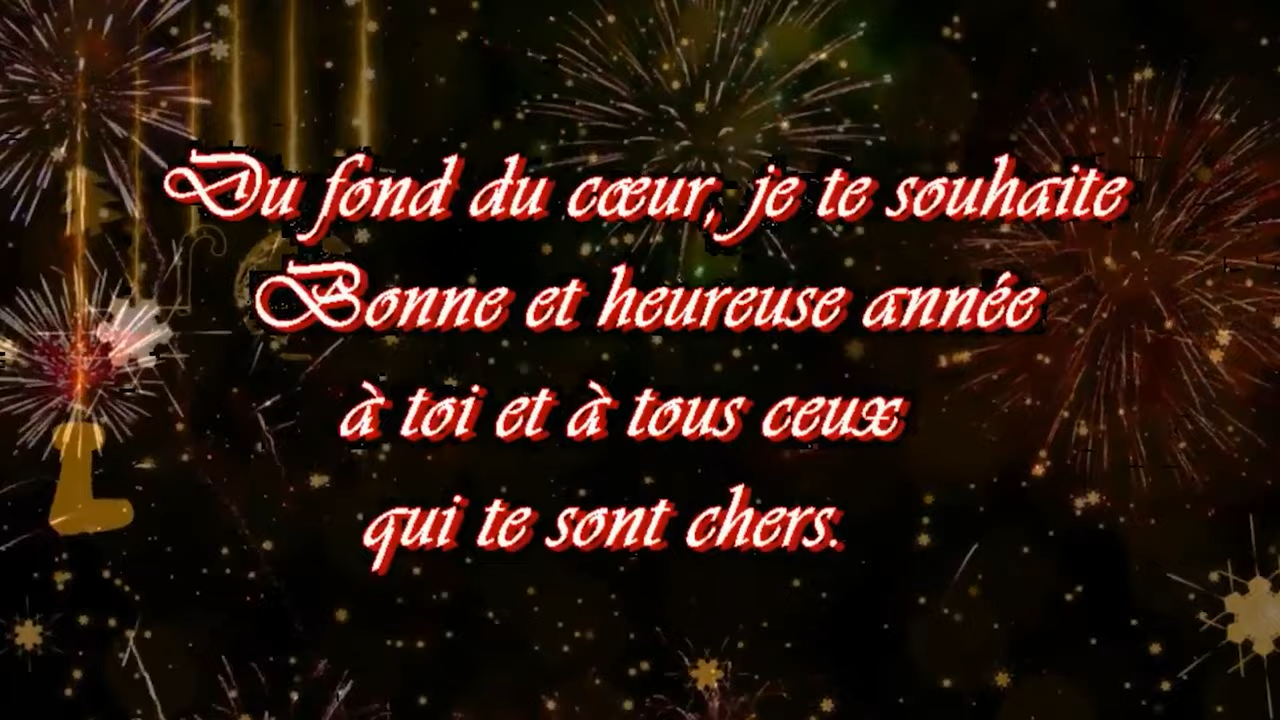 Du fond du cœur, je te souhaite
Bonne et heureuse année
à toi et à tous ceux
qui te sont chers.